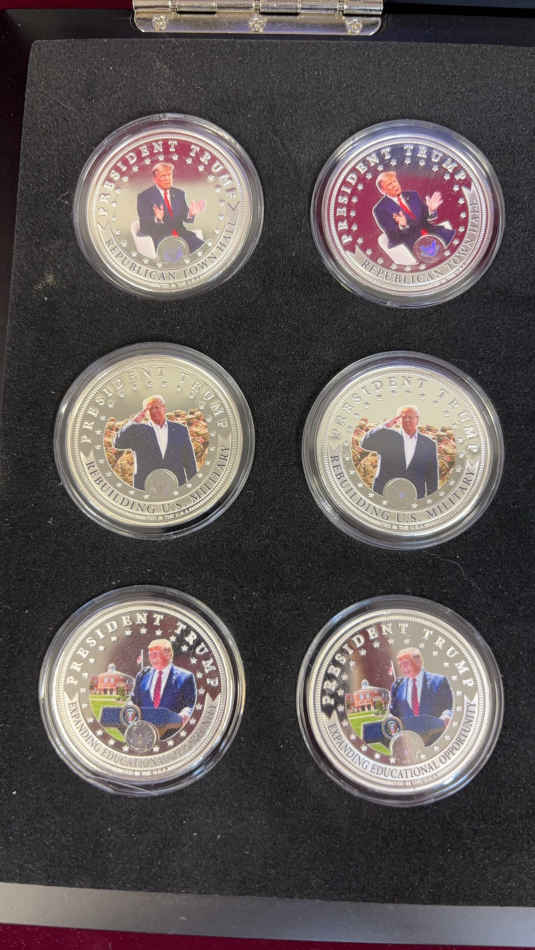 PRESIDENT TRUMP
REPUBLICAN TOWN HALL
PRESIDENT TRUMP
REPUBLICAN TOWN HALL
PRESIDENT TRUMP
REBUILDING U.S. MILITARY
PRESIDENT TRUMP
REBUILDING U.S. MILITARY
PRESIDENT TRUMP
EXPANDING EDUCATIONAL OPPORTUNITY
PRESIDENT TRUMP
EXPANDING EDUCATIONAL OPPORTUNITY